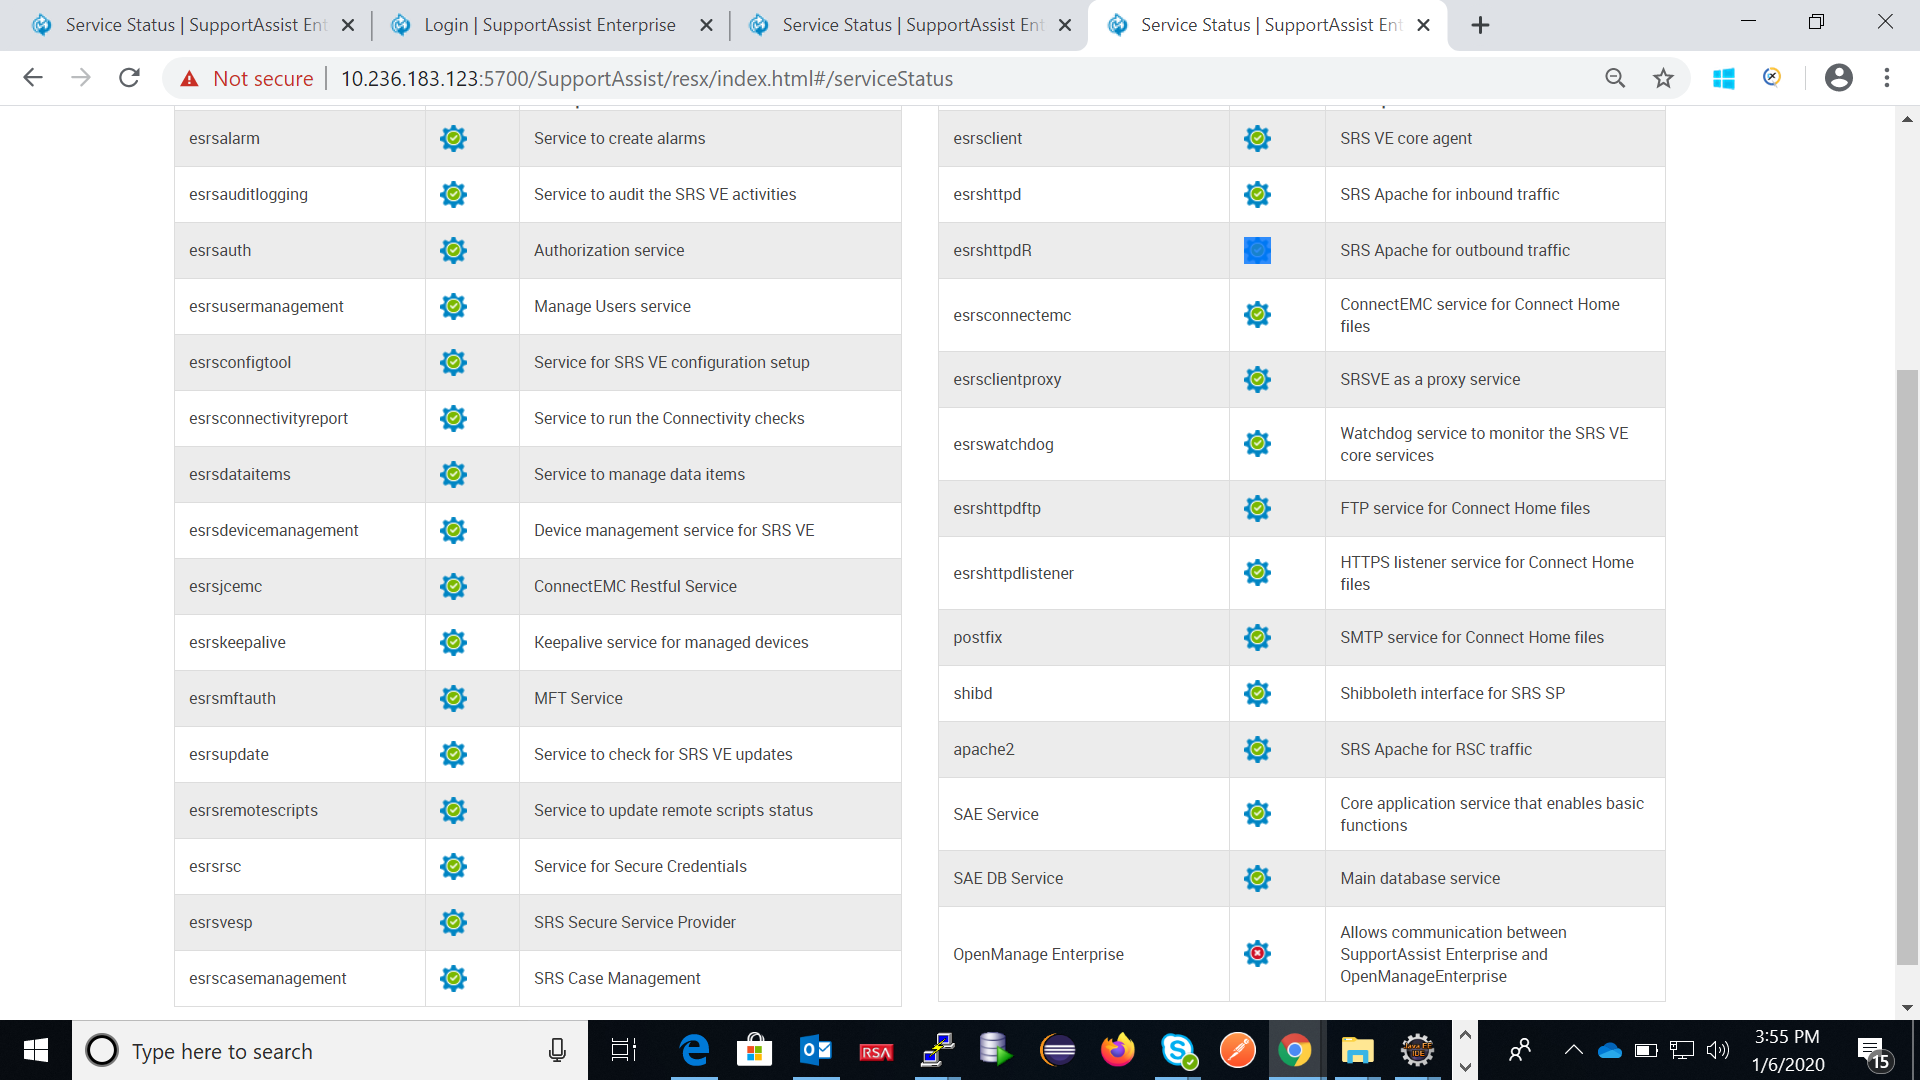 Service Status | SupportAssist Ent
Login | SupportAssist Enterprise
Service Status | SupportAssist Ent
Service Status | SupportAssist Ent
Not secure
10.236.183.123:5700/SupportAssist/resx/index.html#/serviceStatus
esrsalarm Service to create alarms
esrsauditlogging Service to audit the SRS VE activities
esrsauth Authorization service
esrsusermanagement Manage Users service
esrsconfigtool Service for SRS VE configuration setup
esrsconnectivityreport Service to run the Connectivity checks
esrsdataitems Service to manage data items
esrsdevicemanagement Device management service for SRS VE
esrsjcemc ConnectEMC Restful Service
esrskeepalive Keepalive service for managed devices
esrsmftauth MFT Service
esrsupdate Service to check for SRS VE updates
esrsremotescripts Service to update remote scripts status
esrsrsc Service for Secure Credentials
esrsvesp SRS Secure Service Provider
esrscasemanagement SRS Case Management
esrsclient SRS VE core agent
esrshttpd SRS Apache for inbound traffic
esrshttpdR SRS Apache for outbound traffic
esrsconnectemc ConnectEMC service for Connect Home
files
esrsclientproxy SRSVE as a proxy service
esrswatchdog Watchdog service to monitor the SRS VE
core services
esrshttpdftp FTP service for Connect Home files
esrshttpdlistener HTTPS listener service for Connect Home
files
postfix SMTP service for Connect Home files
shibd Shibboleth interface for SRS SP
apache2 SRS Apache for RSC traffic
SAE Service Core application service that enables basic
functions
SAE DB Service Main database service
OpenManage Enterprise Allows communication between
SupportAssist Enterprise and
OpenManageEnterprise
Type here to search
RSA
Java EE
IDE
3:55 PM
1/6/2020
15